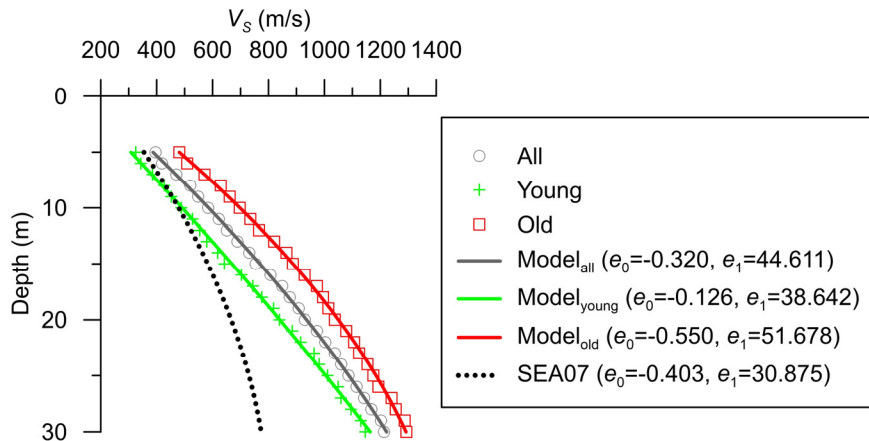 V_S (m/s)
200 400 600 800 1000 1200 1400
0
10
20
30
Depth (m)
All
Young
Old
Model_all (e_0=-0.320, e_1=44.611)
Model_young (e_0=-0.126, e_1=38.642)
Model_old (e_0=-0.550, e_1=51.678)
SEA07 (e_0=-0.403, e_1=30.875)